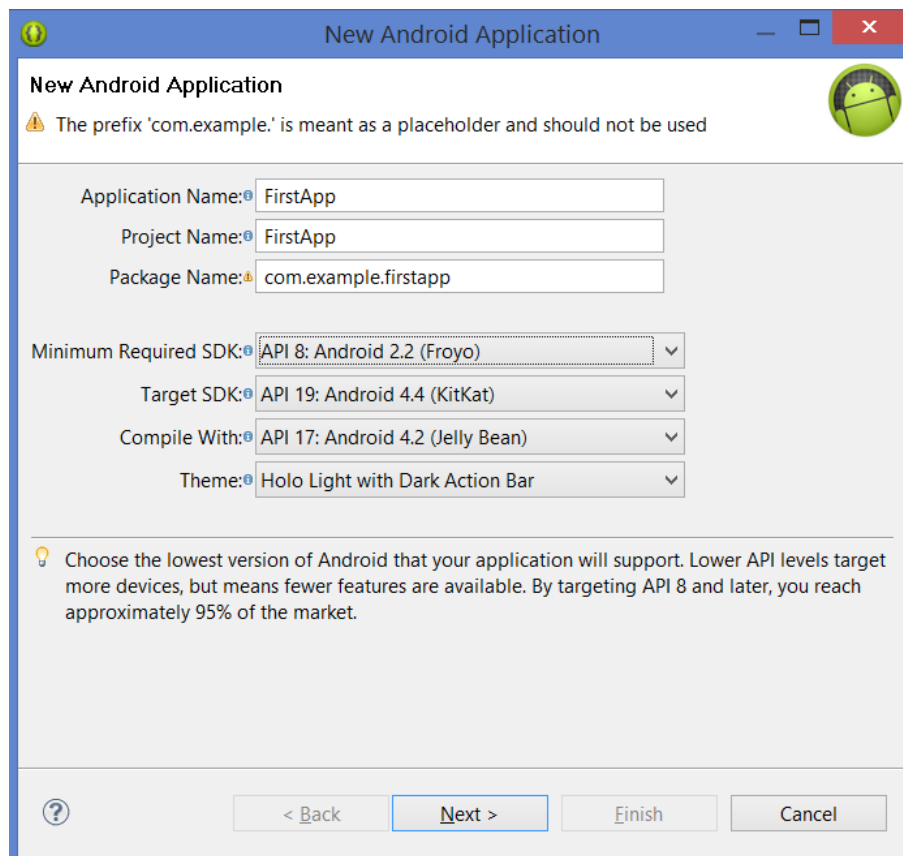 New Android Application
New Android Application
The prefix 'com.example.' is meant as a placeholder and should not be used
Application Name: FirstApp
Project Name: FirstApp
Package Name: com.example.firstapp
Minimum Required SDK: API 8: Android 2.2 (Froyo)
Target SDK: API 19: Android 4.4 (KitKat)
Compile With: API 17: Android 4.2 (Jelly Bean)
Theme: Holo Light with Dark Action Bar
Choose the lowest version of Android that your application will support. Lower API levels target
more devices, but means fewer features are available. By targeting API 8 and later, you reach
approximately 95% of the market.
? < Back Next > Finish Cancel